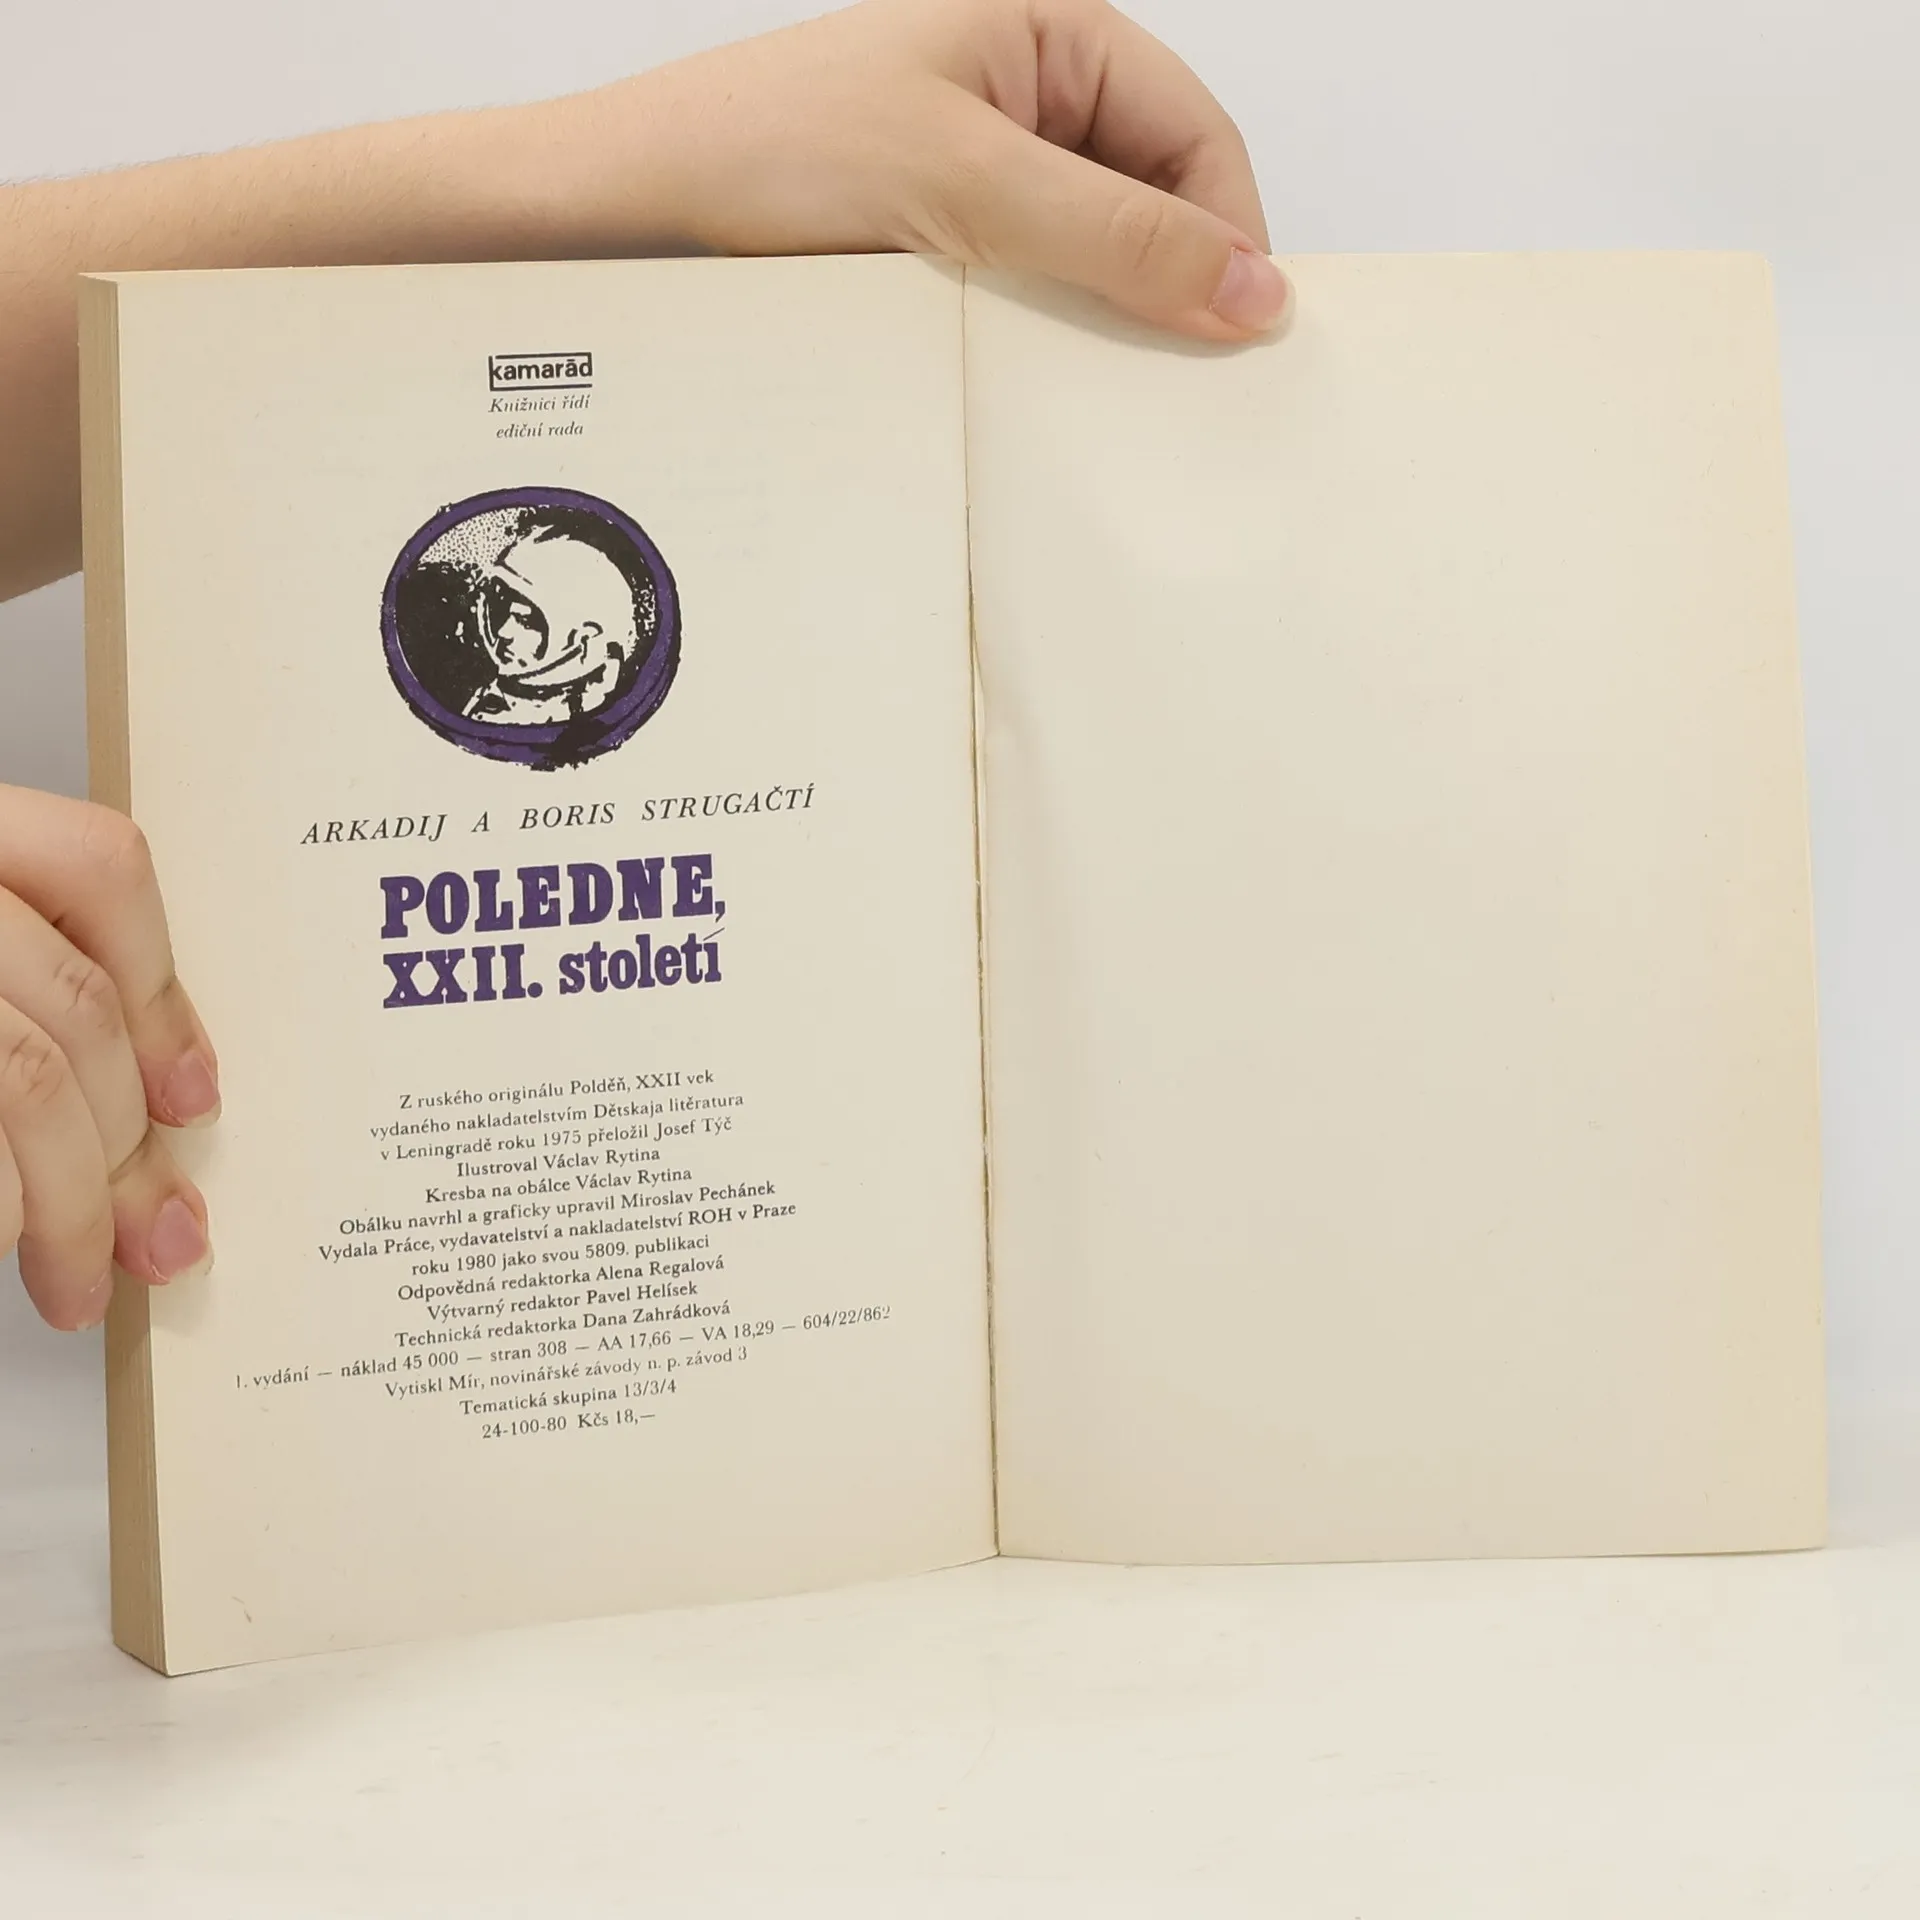 kamarād
Knižnici řídí
ediční rada
ARKADIJ A BORIS STRUGAČTÍ
POLEDNE,
XXII. století
Z ruského originálu Polděň, XXII vek
vydaného nakladatelstvím Dětskaja litěratura
v Leningradě roku 1975 přeložil Josef Týč
Ilustroval Václav Rytina
Kresba na obálce Václav Rytina
Obálku navrhl a graficky upravil Miroslav Pechánek
Vydala Práce, vydavatelství a nakladatelství ROH v Praze
roku 1980 jako svou 5809. publikaci
Odpovědná redaktorka Alena Regalová
Výtvarný redaktor Pavel Helísek
Technická redaktorka Dana Zahrádková
1. vydání — náklad 45 000 — stran 308 — AA 17,66 — VA 18,29 — 604/22/862
Vytiskl Mír, novinářské závody n. p. závod 3
Tematická skupina 13/3/4
24-100-80 Kčs 18,—